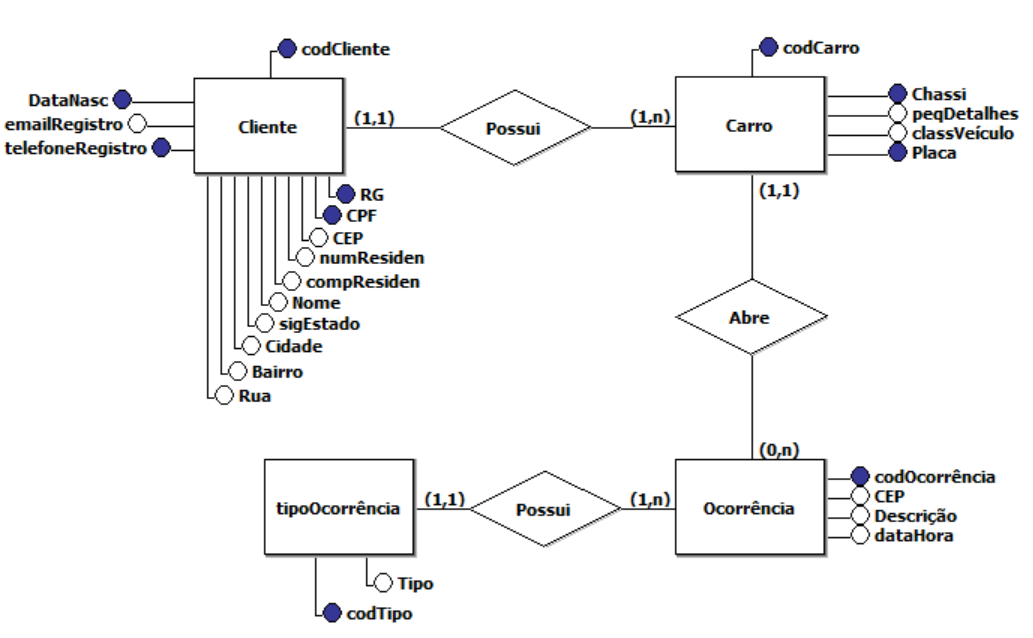 codCliente
codCarro
DataNasc
emailRegistro
telefoneRegistro
Cliente
(1,1)
Possui
(1,n)
Carro
Chassi
peqDetalhes
classVeículo
Placa
RG
CPF
CEP
numResiden
compResiden
Nome
sigEstado
Cidade
Bairro
Rua
(1,1)
Abre
(0,n)
tipoOcorrência
(1,1)
Possui
(1,n)
Ocorrência
codOcorrência
CEP
Descrição
dataHora
Tipo
codTipo